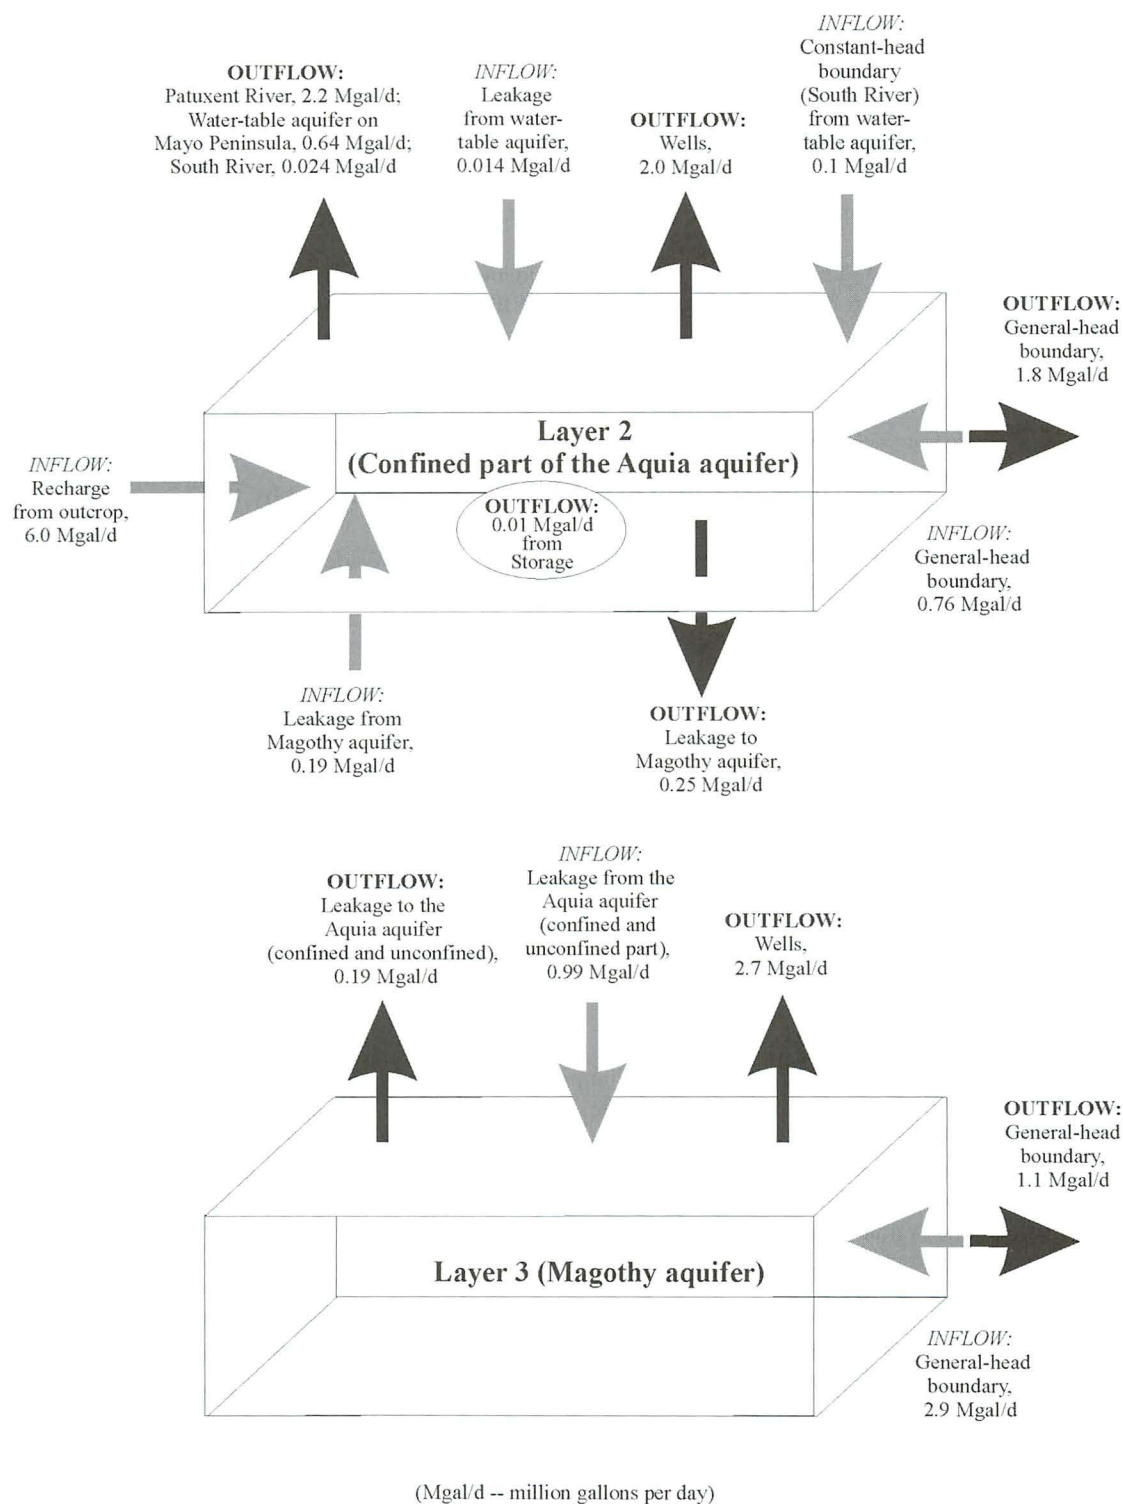 OUTFLOW:
Patuxent River, 2.2 Mgal/d;
Water-table aquifer on
Mayo Peninsula, 0.64 Mgal/d;
South River, 0.024 Mgal/d
INFLOW:
Leakage
from water-
table aquifer,
0.014 Mgal/d
OUTFLOW:
Wells,
2.0 Mgal/d
INFLOW:
Constant-head
boundary
(South River)
from water-
table aquifer,
0.1 Mgal/d
OUTFLOW:
General-head
boundary,
1.8 Mgal/d
Layer 2
(Confined part of the Aquia aquifer)
INFLOW:
Recharge
from outcrop,
6.0 Mgal/d
OUTFLOW:
0.01 Mgal/d
from
Storage
INFLOW:
General-head
boundary,
0.76 Mgal/d
INFLOW:
Leakage from
Magothy aquifer,
0.19 Mgal/d
OUTFLOW:
Leakage to
Magothy aquifer,
0.25 Mgal/d
OUTFLOW:
Leakage to the
Aquia aquifer
(confined and unconfined),
0.19 Mgal/d
INFLOW:
Leakage from the
Aquia aquifer
(confined and
unconfined part),
0.99 Mgal/d
OUTFLOW:
Wells,
2.7 Mgal/d
OUTFLOW:
General-head
boundary,
1.1 Mgal/d
Layer 3 (Magothy aquifer)
INFLOW:
General-head
boundary,
2.9 Mgal/d
(Mgal/d -- million gallons per day)